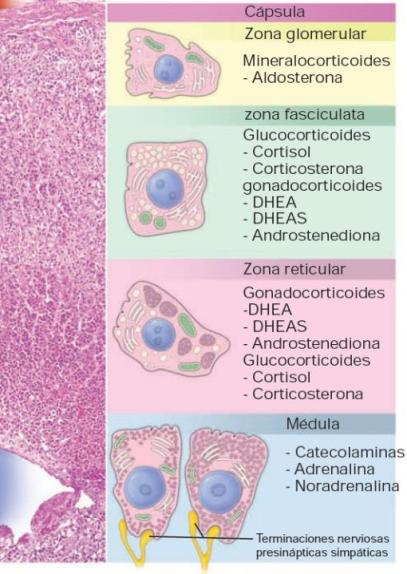 Cápsula
Zona glomerular
Mineralocorticoides
- Aldosterona
zona fasciculata
Glucocorticoides
- Cortisol
- Corticosterona
gonadocorticoides
- DHEA
- DHEAS
- Androstenediona
Zona reticular
Gonadocorticoides
-DHEA
- DHEAS
- Androstenediona
Glucocorticoides
- Cortisol
- Corticosterona
Médula
- Catecolaminas
- Adrenalina
- Noradrenalina
Terminaciones nerviosas
presinápticas simpáticas